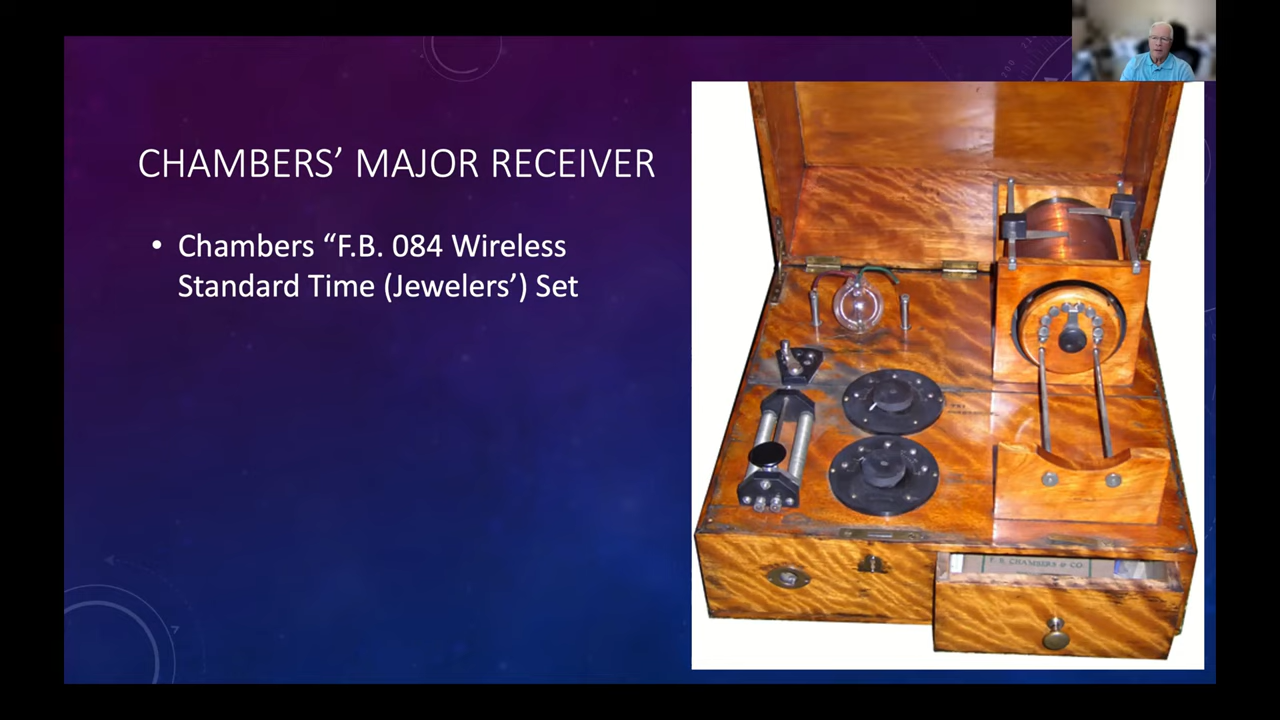 CHAMBERS’ MAJOR RECEIVER
• Chambers “F.B. 084 Wireless
Standard Time (Jewelers’) Set
F. B. CHAMBERS & CO